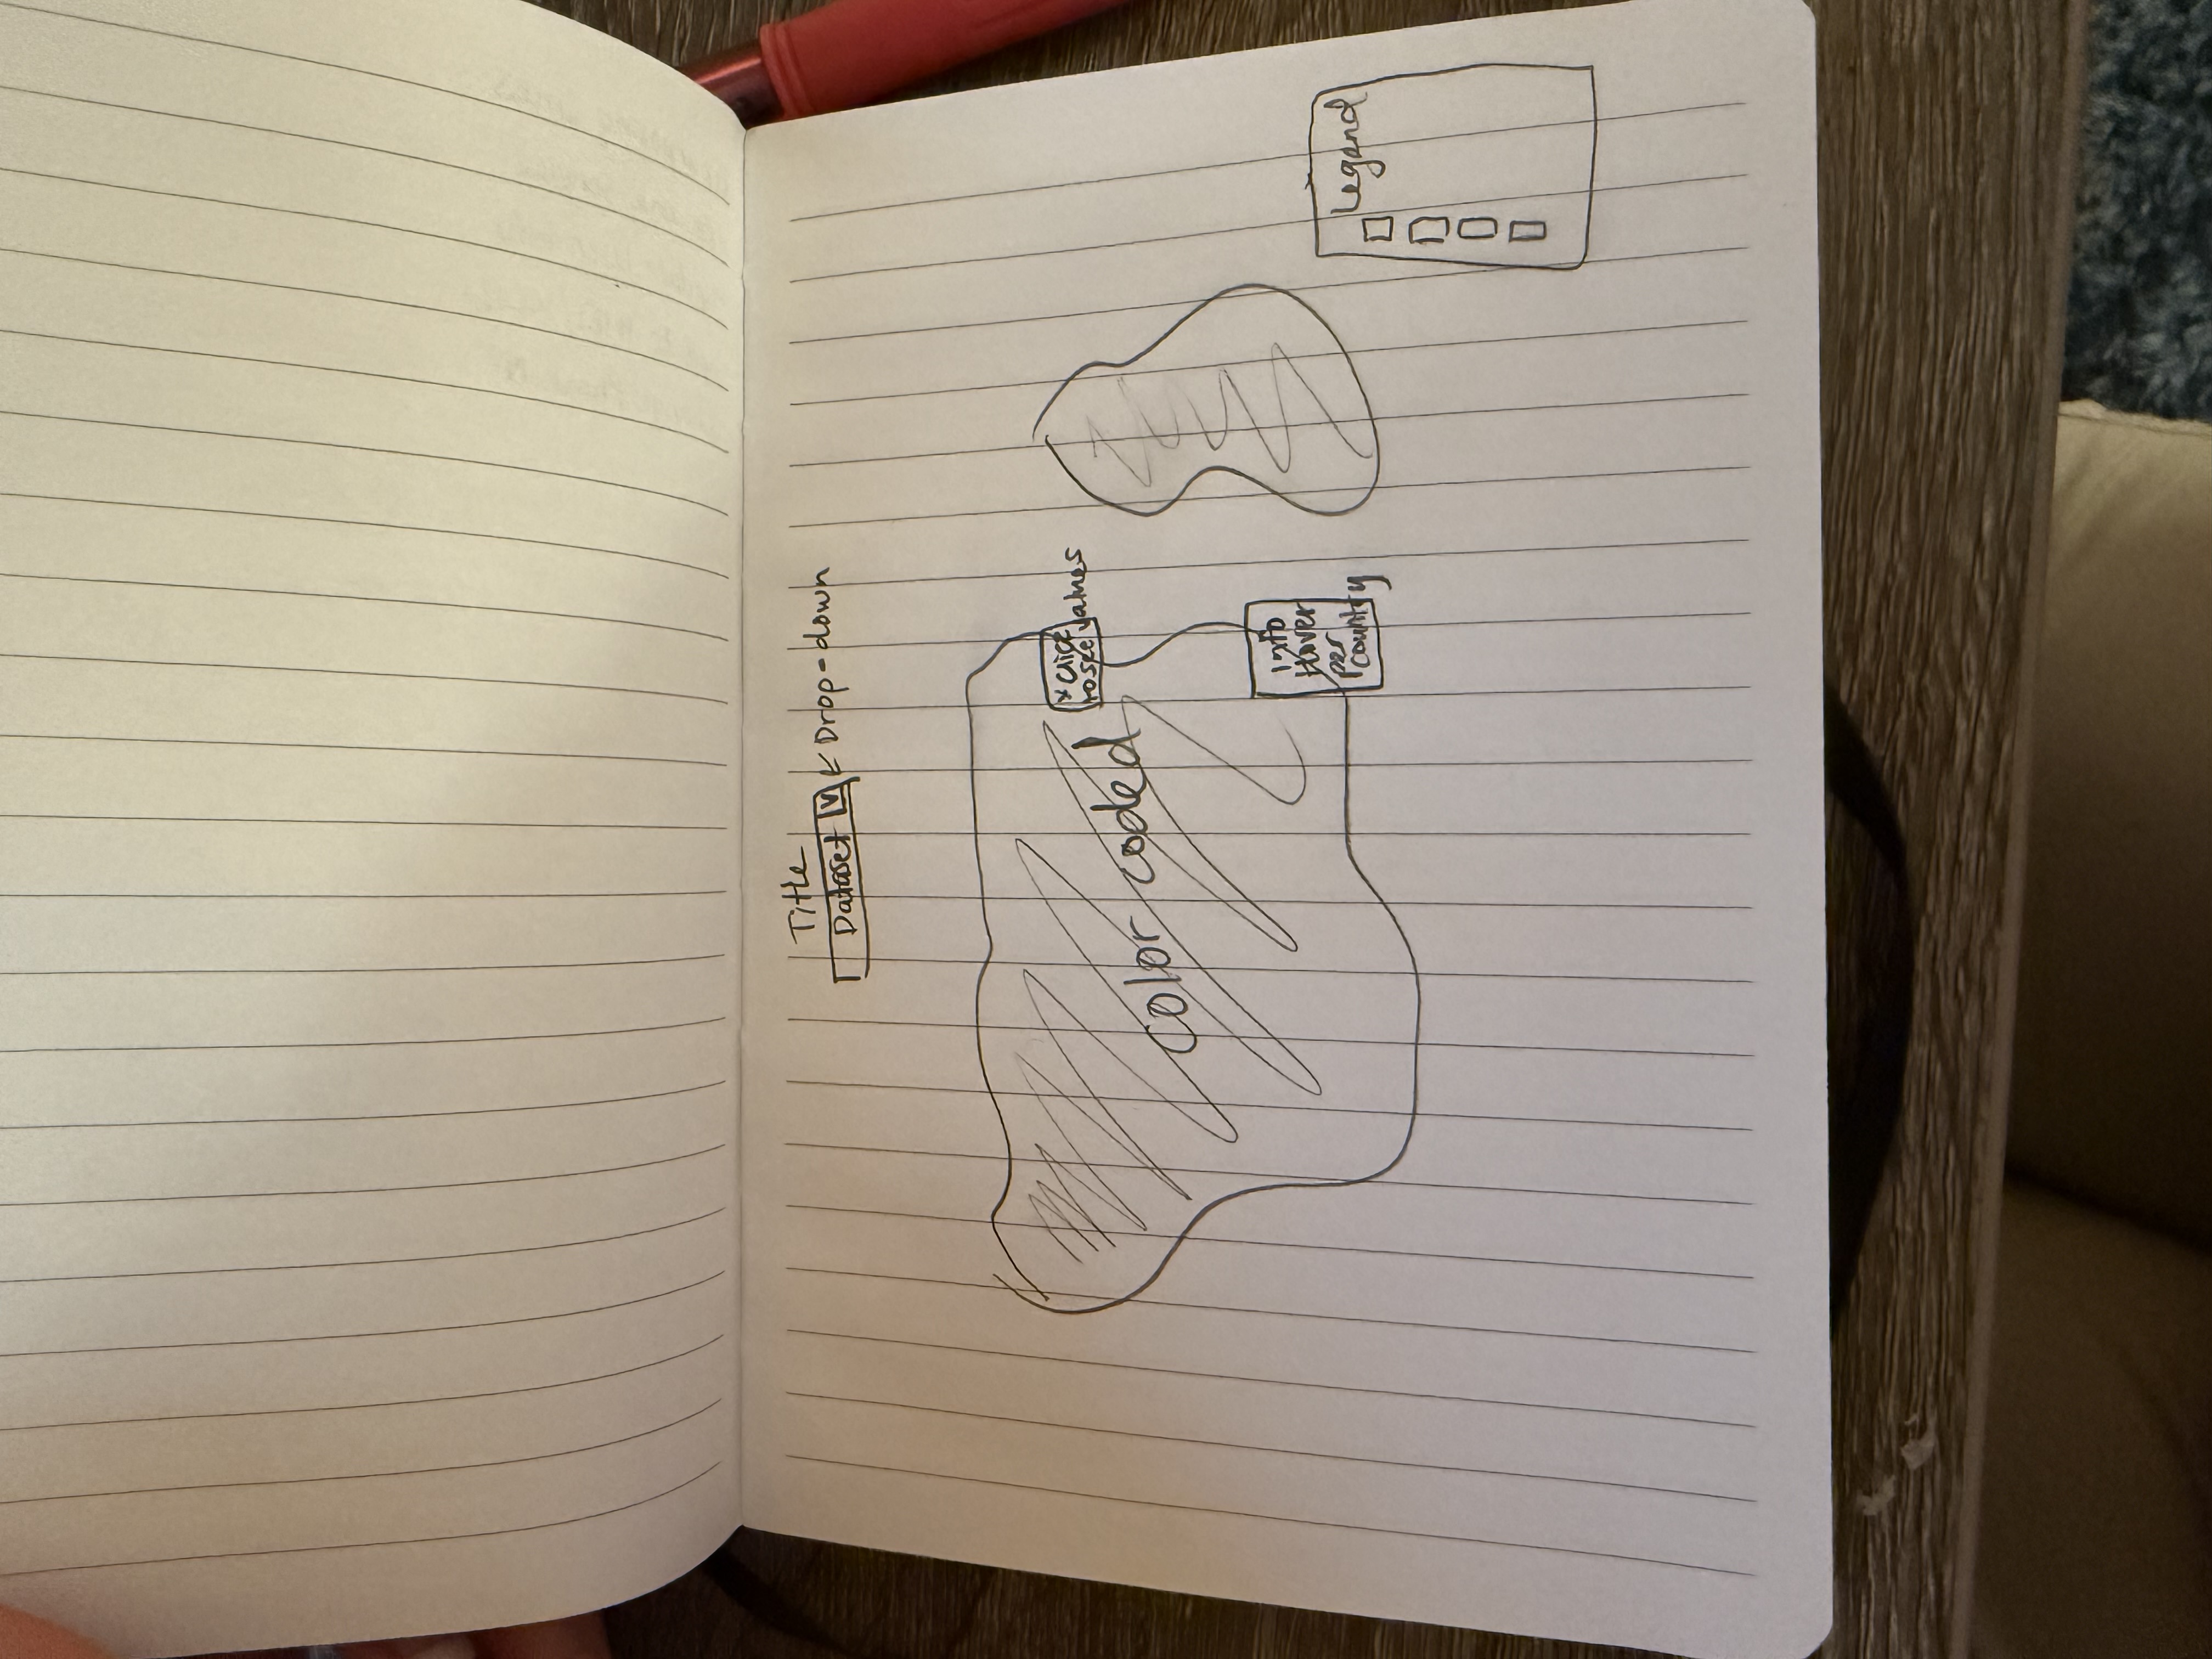 Title
Dataset V ← Drop-down
color coded
* Click
to see values
info
Hover
per
country
Legend